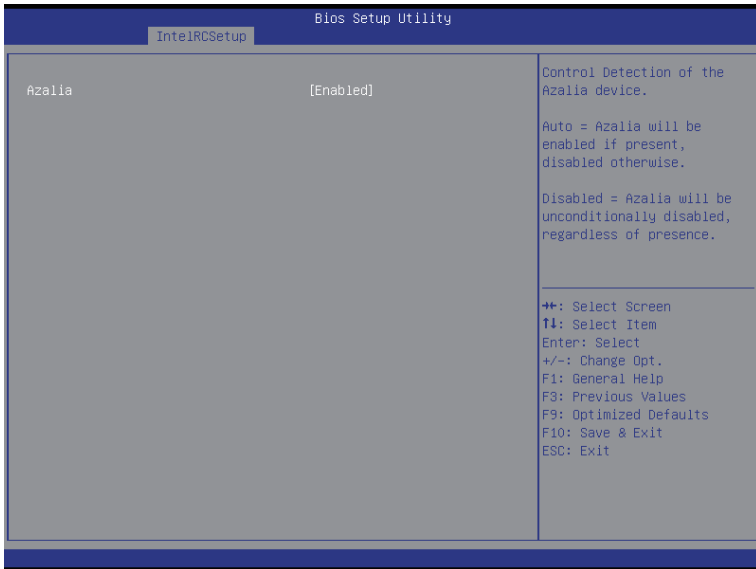 Bios Setup Utility
IntelRCSetup
Azalia [Enabled]
Control Detection of the
Azalia device.
Auto = Azalia will be
enabled if present,
disabled otherwise.
Disabled = Azalia will be
unconditionally disabled,
regardless of presence.
→←: Select Screen
↑↓: Select Item
Enter: Select
+/-: Change Opt.
F1: General Help
F3: Previous Values
F9: Optimized Defaults
F10: Save & Exit
ESC: Exit